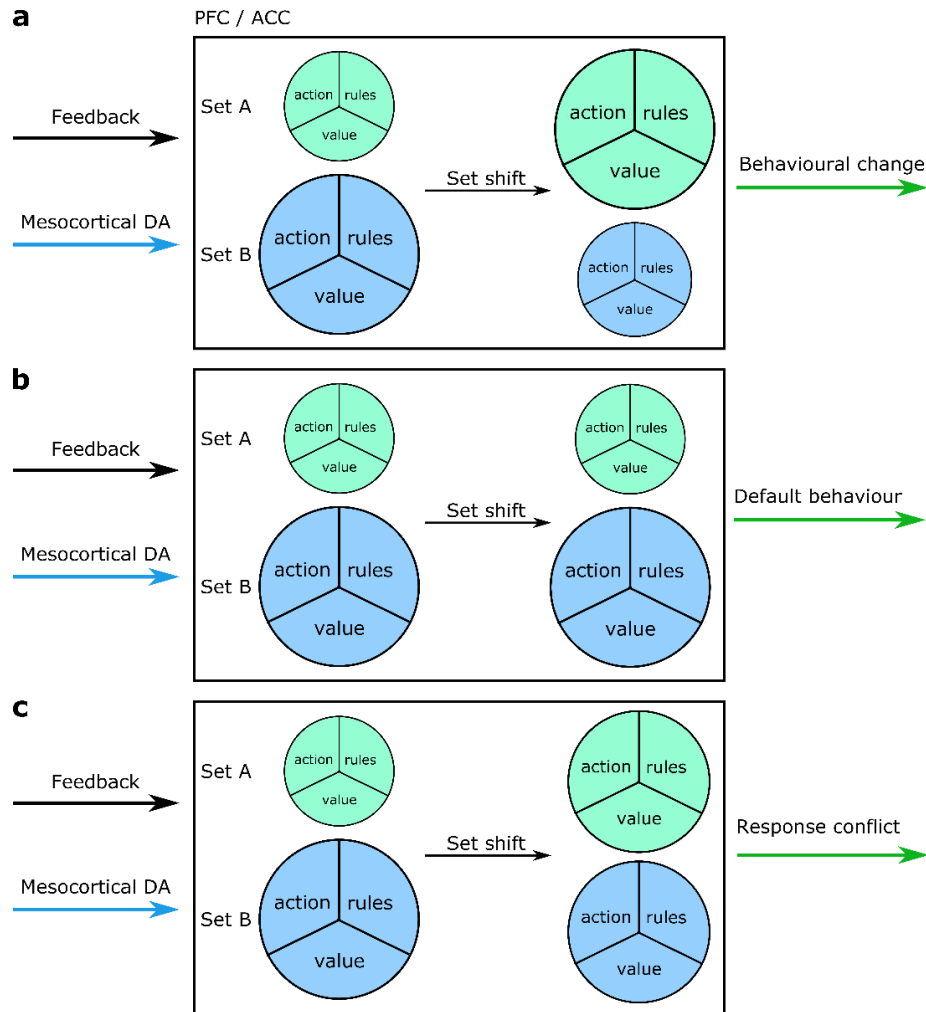 a
PFC / ACC
Feedback
Mesocortical DA
Set A
action rules
value
Set B
action rules
value
Set shift
action rules
value
action rules
value
Behavioural change
b
Feedback
Mesocortical DA
Set A
action rules
value
Set B
action rules
value
Set shift
action rules
value
action rules
value
Default behaviour
c
Feedback
Mesocortical DA
Set A
action rules
value
Set B
action rules
value
Set shift
action rules
value
action rules
value
Response conflict